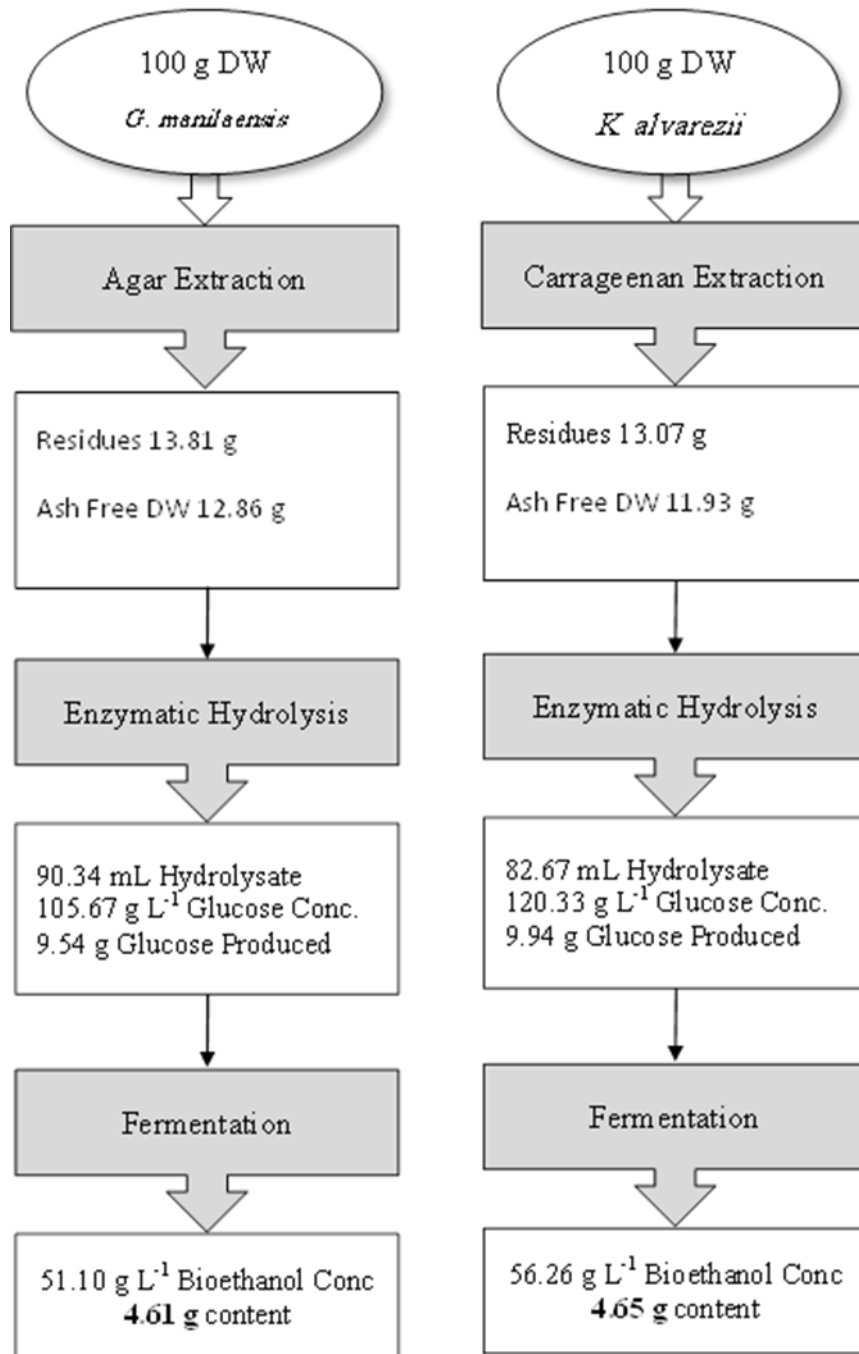 100 g DW
G. manilaensis
Agar Extraction
Residues 13.81 g
Ash Free DW 12.86 g
Enzymatic Hydrolysis
90.34 mL Hydrolysate
105.67 g L⁻¹ Glucose Conc.
9.54 g Glucose Produced
Fermentation
51.10 g L⁻¹ Bioethanol Conc
4.61 g content
100 g DW
K alvarezii
Carrageenan Extraction
Residues 13.07 g
Ash Free DW 11.93 g
Enzymatic Hydrolysis
82.67 mL Hydrolysate
120.33 g L⁻¹ Glucose Conc.
9.94 g Glucose Produced
Fermentation
56.26 g L⁻¹ Bioethanol Conc
4.65 g content